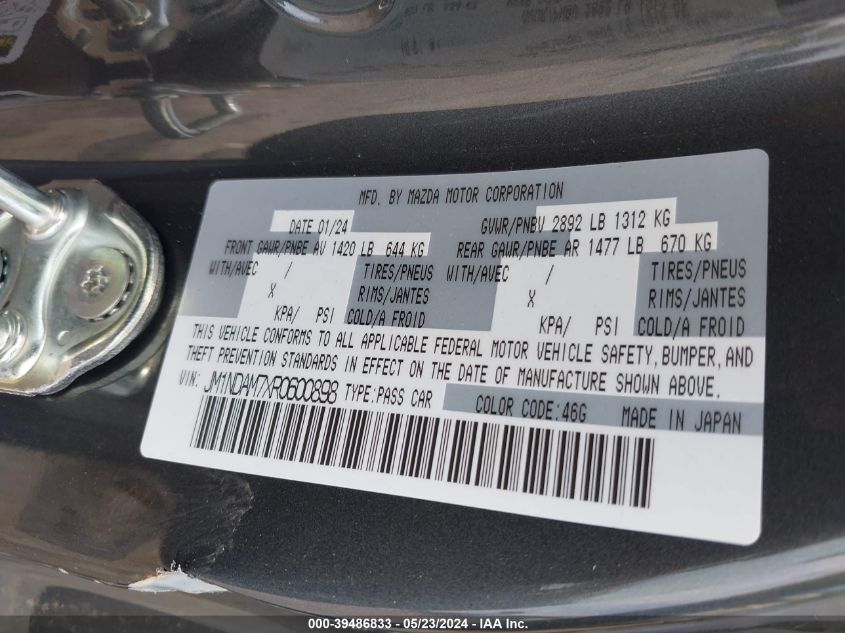 MFD. BY MAZDA MOTOR CORPORATION
DATE 01/24 GVWR/PNBV 2892 LB 1312 KG
FRONT GAWR/PNBE AV 1420 LB 644 KG REAR GAWR/PNBE AR 1477 LB 670 KG
WITH/AVEC / TIRES/PNEUS WITH/AVEC / TIRES/PNEUS
X RIMS/JANTES X RIMS/JANTES
KPA/ PSI COLD/A FROID KPA/ PSI COLD/A FROID
THIS VEHICLE CONFORMS TO ALL APPLICABLE FEDERAL MOTOR VEHICLE SAFETY, BUMPER, AND
THEFT PREVENTION STANDARDS IN EFFECT ON THE DATE OF MANUFACTURE SHOWN ABOVE.
VIN: JM1NDAM7XR0600898 TYPE:PASS CAR COLOR CODE:46G MADE IN JAPAN
000-39486833 - 05/23/2024 - IAA Inc.